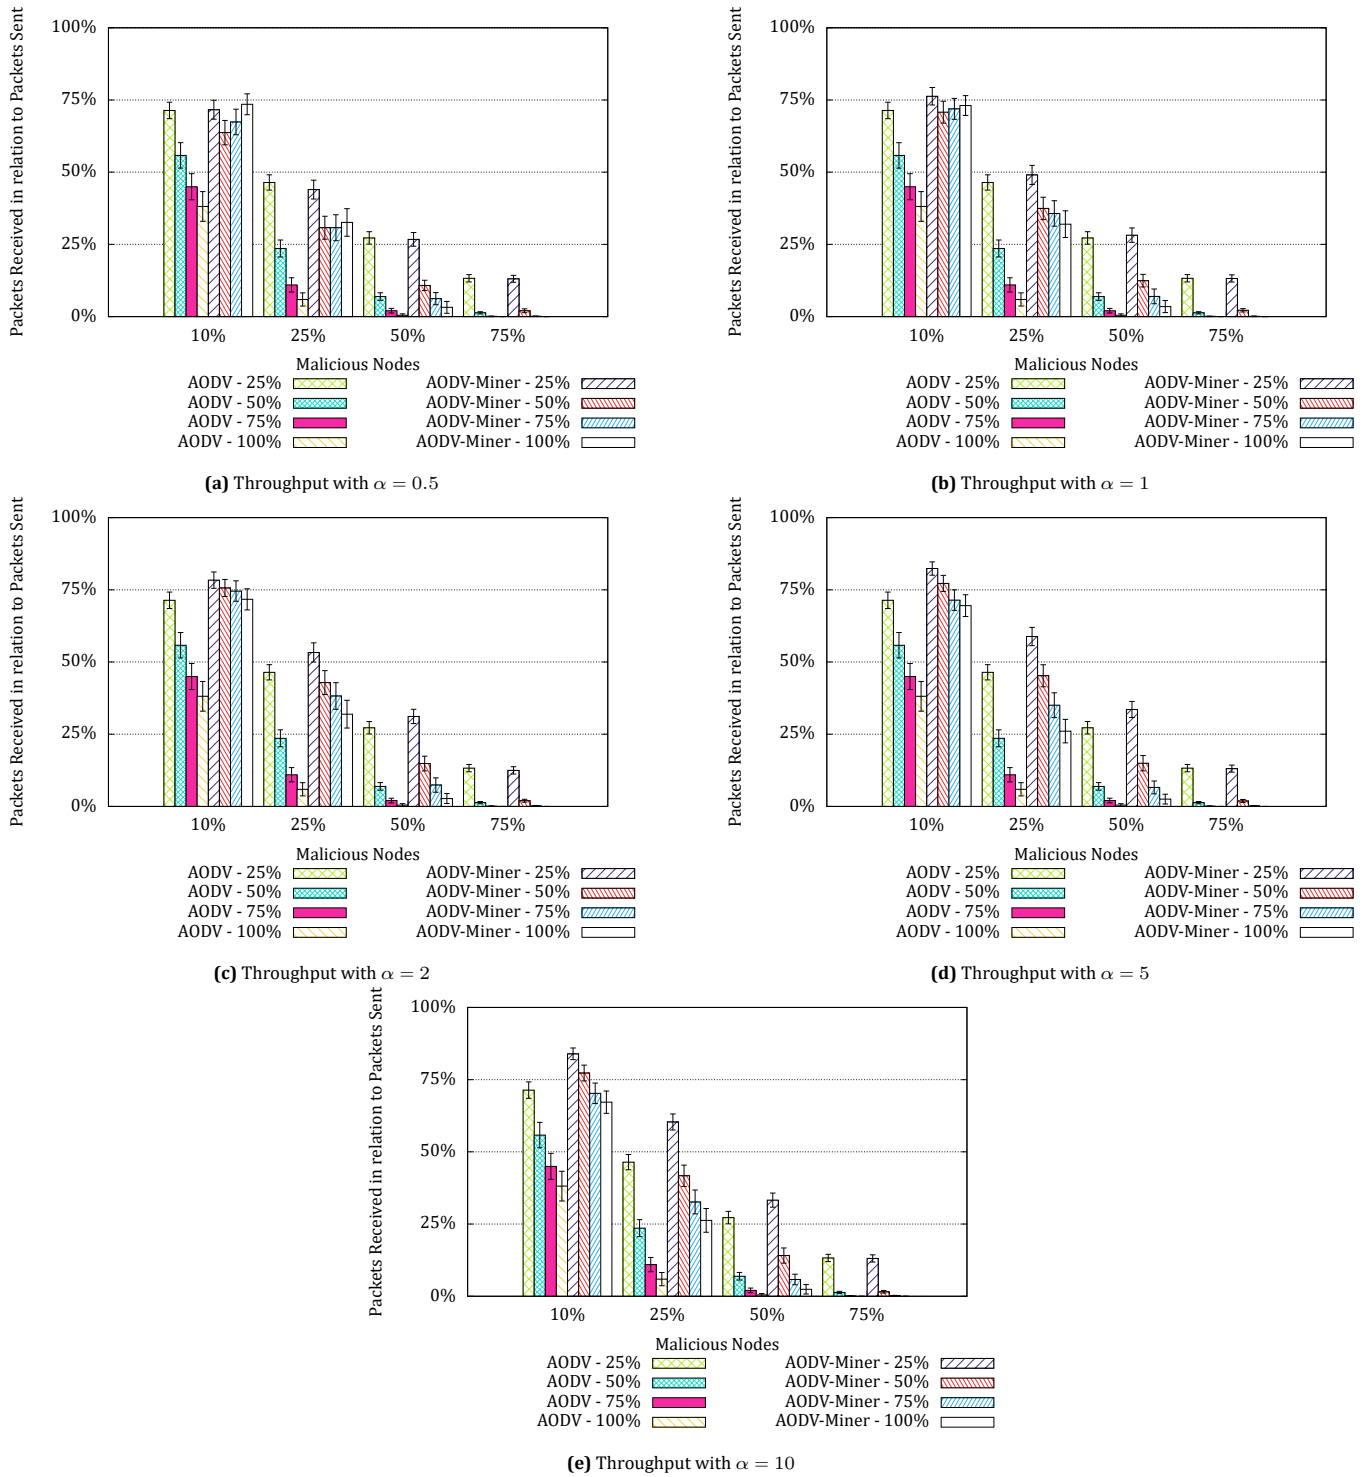 Packets Received in relation to Packets Sent
100%
75%
50%
25%
0%
10% 25% 50% 75%
Malicious Nodes
AODV - 25%
AODV - 50%
AODV - 75%
AODV - 100%
AODV-Miner - 25%
AODV-Miner - 50%
AODV-Miner - 75%
AODV-Miner - 100%
(a) Throughput with α = 0.5
Packets Received in relation to Packets Sent
100%
75%
50%
25%
0%
10% 25% 50% 75%
Malicious Nodes
AODV - 25%
AODV - 50%
AODV - 75%
AODV - 100%
AODV-Miner - 25%
AODV-Miner - 50%
AODV-Miner - 75%
AODV-Miner - 100%
(b) Throughput with α = 1
Packets Received in relation to Packets Sent
100%
75%
50%
25%
0%
10% 25% 50% 75%
Malicious Nodes
AODV - 25%
AODV - 50%
AODV - 75%
AODV - 100%
AODV-Miner - 25%
AODV-Miner - 50%
AODV-Miner - 75%
AODV-Miner - 100%
(c) Throughput with α = 2
Packets Received in relation to Packets Sent
100%
75%
50%
25%
0%
10% 25% 50% 75%
Malicious Nodes
AODV - 25%
AODV - 50%
AODV - 75%
AODV - 100%
AODV-Miner - 25%
AODV-Miner - 50%
AODV-Miner - 75%
AODV-Miner - 100%
(d) Throughput with α = 5
Packets Received in relation to Packets Sent
100%
75%
50%
25%
0%
10% 25% 50% 75%
Malicious Nodes
AODV - 25%
AODV - 50%
AODV - 75%
AODV - 100%
AODV-Miner - 25%
AODV-Miner - 50%
AODV-Miner - 75%
AODV-Miner - 100%
(e) Throughput with α = 10